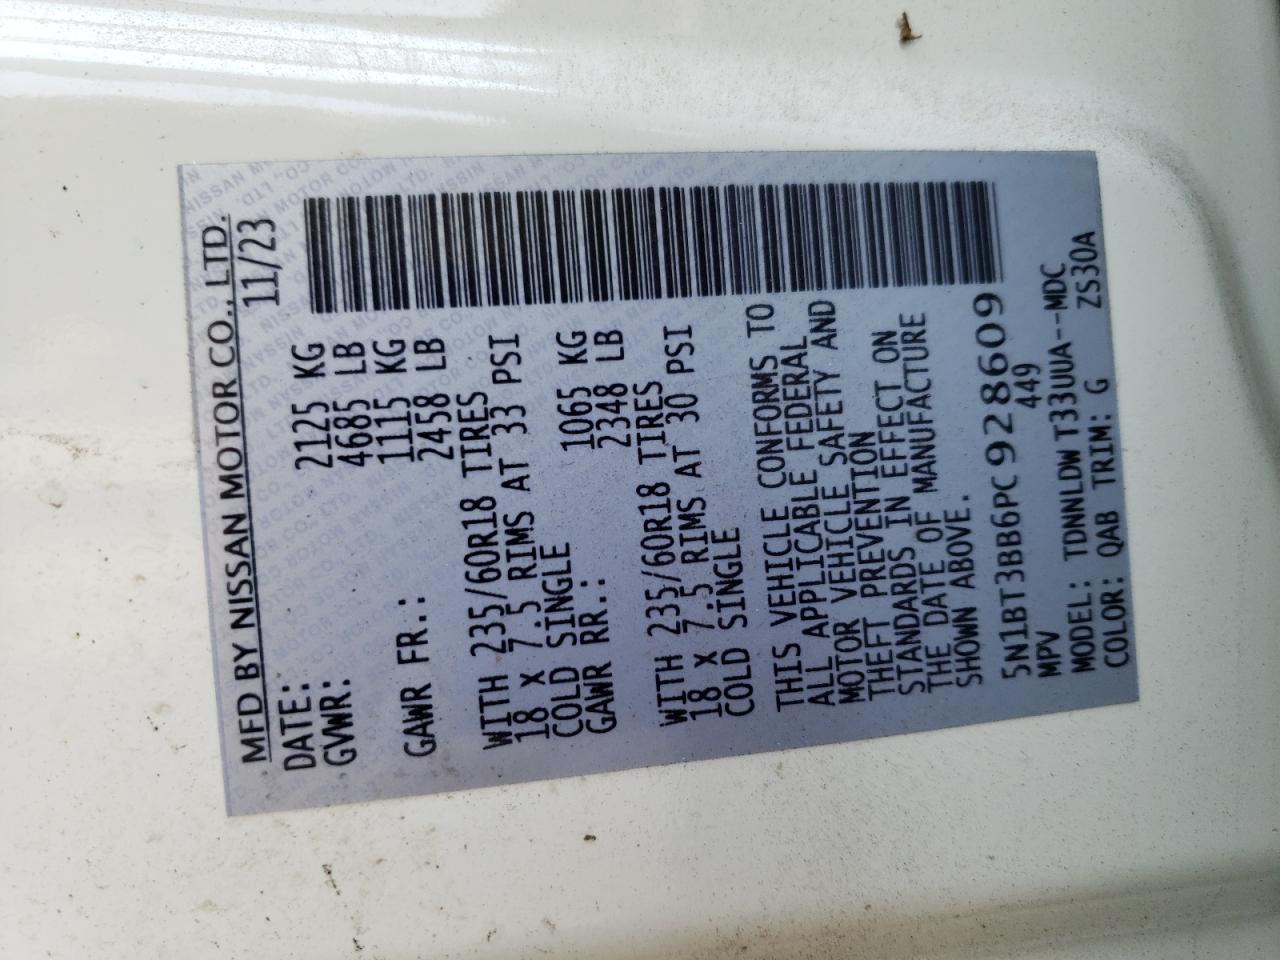 MFD BY NISSAN MOTOR CO., LTD.
DATE: 11/23
GVWR: 2125 KG
4685 LB
1115 KG
GAWR FR.: 2458 LB
WITH 235/60R18 TIRES
18 X 7.5 RIMS AT 33 PSI
COLD SINGLE 1065 KG
GAWR RR.: 2348 LB
WITH 235/60R18 TIRES
18 X 7.5 RIMS AT 30 PSI
COLD SINGLE
THIS VEHICLE CONFORMS TO
ALL APPLICABLE FEDERAL
MOTOR VEHICLE SAFETY AND
THEFT PREVENTION
STANDARDS IN EFFECT ON
THE DATE OF MANUFACTURE
SHOWN ABOVE.
5N1BT3BB6PC928609
MPV 449
MODEL: TDNNLDW T33UUA--MDC
COLOR: QAB TRIM: G ZS30A